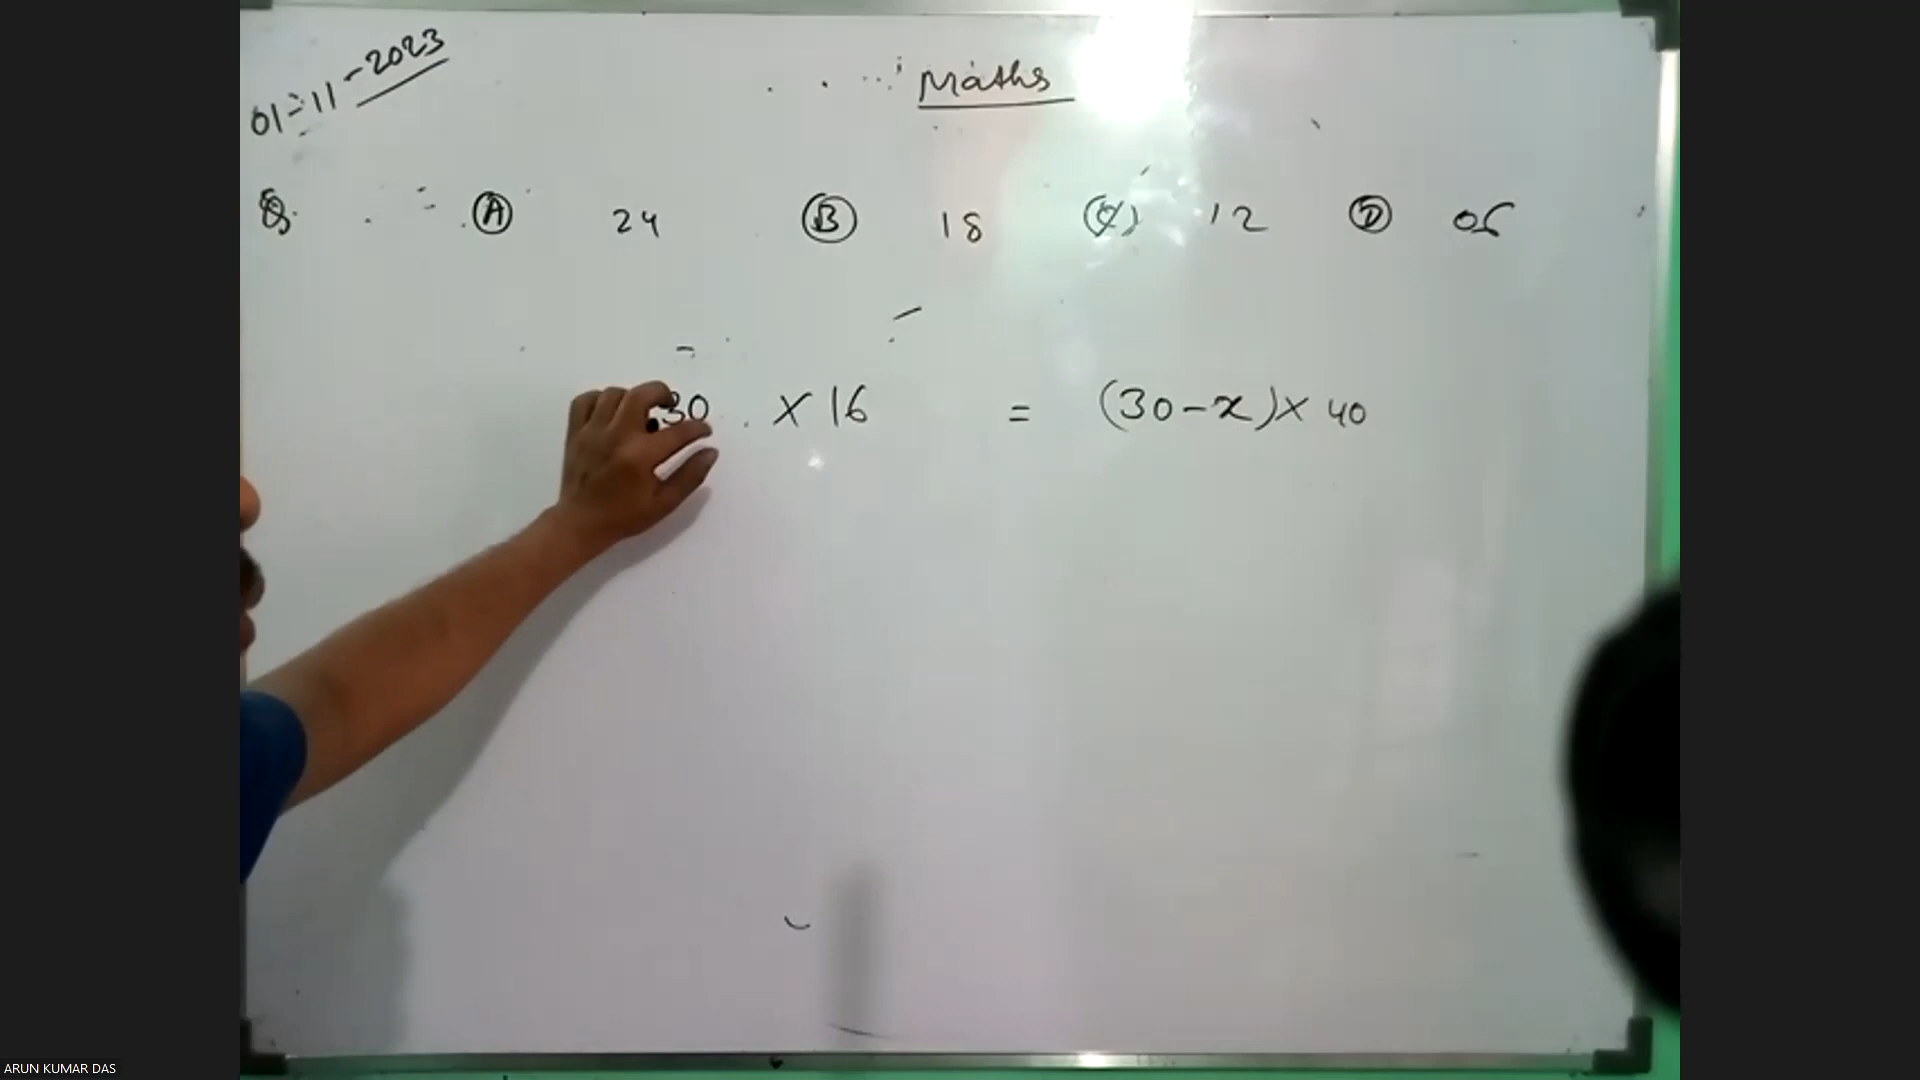 01-11-2023
Maths
Q. A 24 B 18 (C) 12 D 06
30 × 16 = (30-x)× 40
ARUN KUMAR DAS